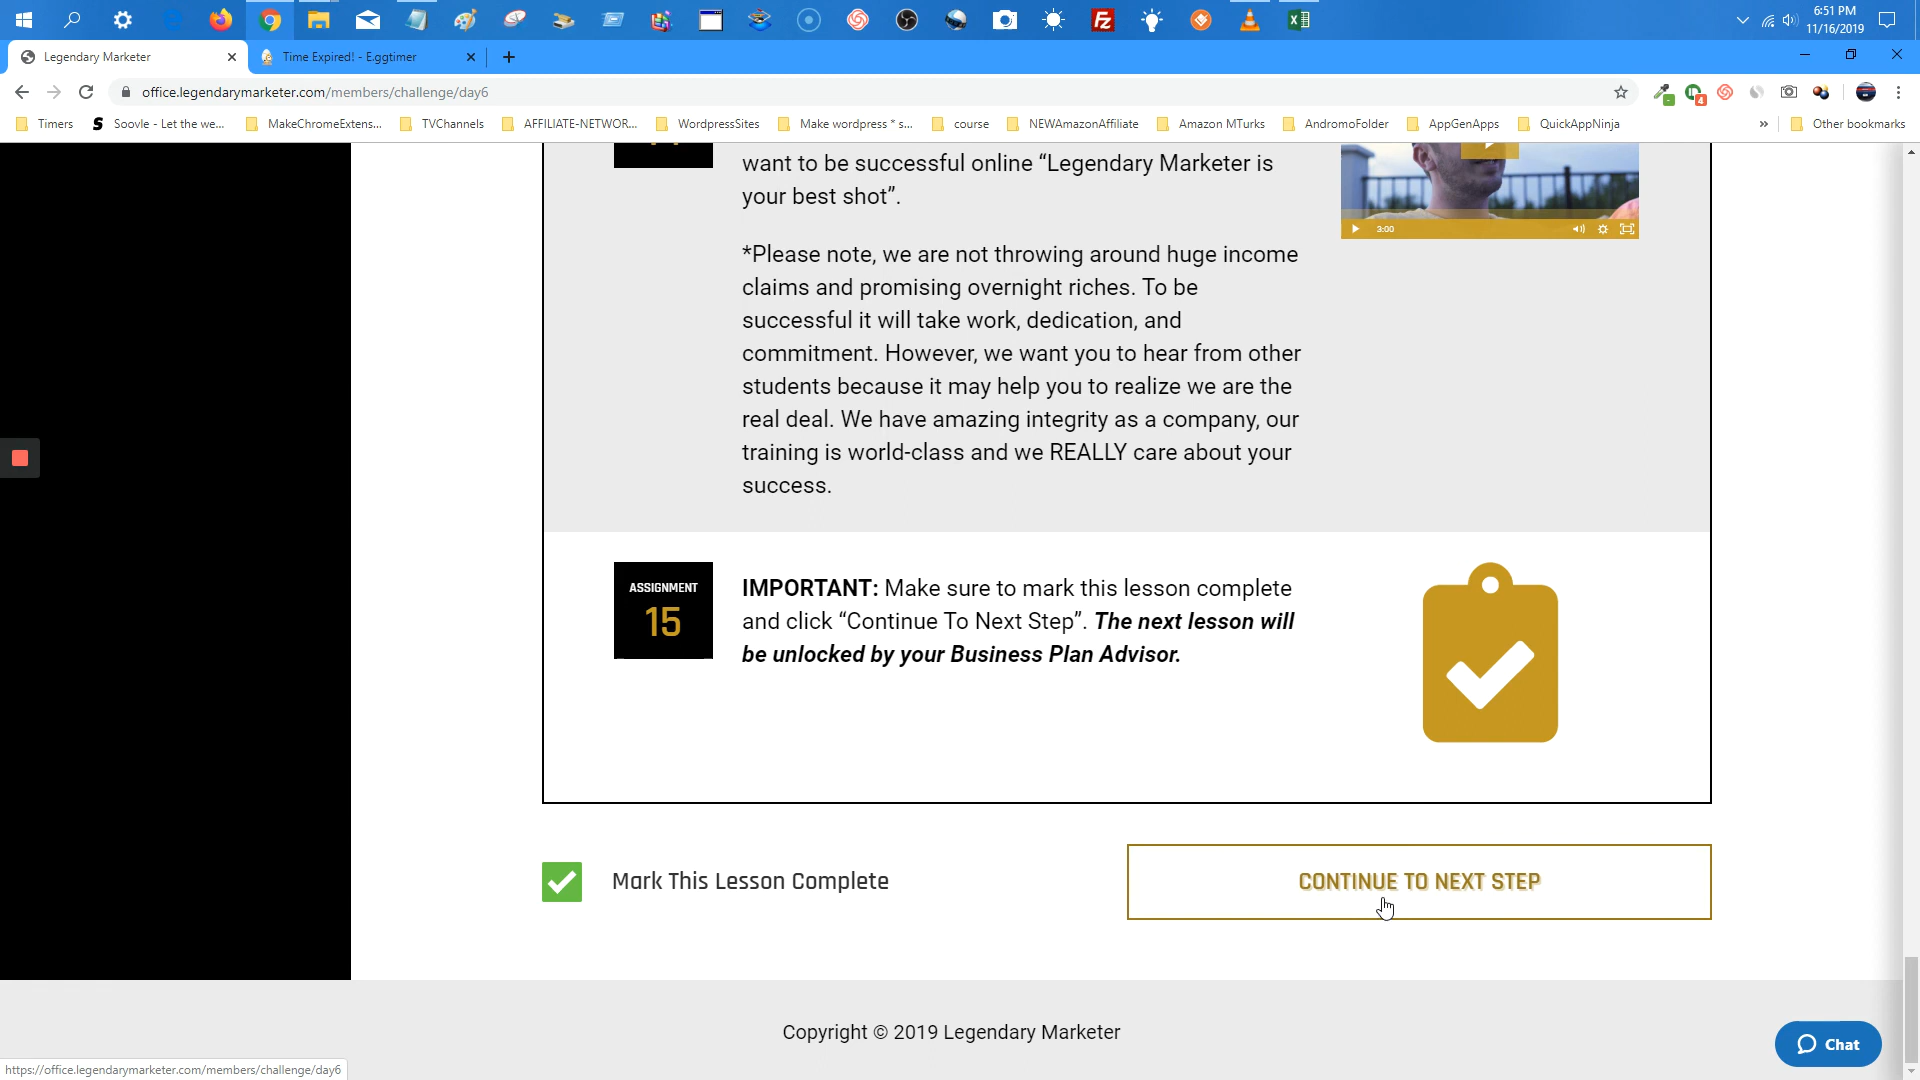 6:51 PM
11/16/2019
Legendary Marketer
Time Expired! - E.ggtimer
office.legendarymarketer.com/members/challenge/day6
4
Timers
Soovle - Let the we...
MakeChromeExtens...
TVChannels
AFFILIATE-NETWOR...
WordpressSites
Make wordpress * s...
course
NEWAmazonAffiliate
Amazon MTurks
AndromoFolder
AppGenApps
QuickAppNinja
»
Other bookmarks
want to be successful online “Legendary Marketer is
your best shot”.
3:00
*Please note, we are not throwing around huge income
claims and promising overnight riches. To be
successful it will take work, dedication, and
commitment. However, we want you to hear from other
students because it may help you to realize we are the
real deal. We have amazing integrity as a company, our
training is world-class and we REALLY care about your
success.
ASSIGNMENT
15
IMPORTANT: Make sure to mark this lesson complete
and click “Continue To Next Step”. The next lesson will
be unlocked by your Business Plan Advisor.
Mark This Lesson Complete
CONTINUE TO NEXT STEP
Copyright © 2019 Legendary Marketer
Chat
https://office.legendarymarketer.com/members/challenge/day6